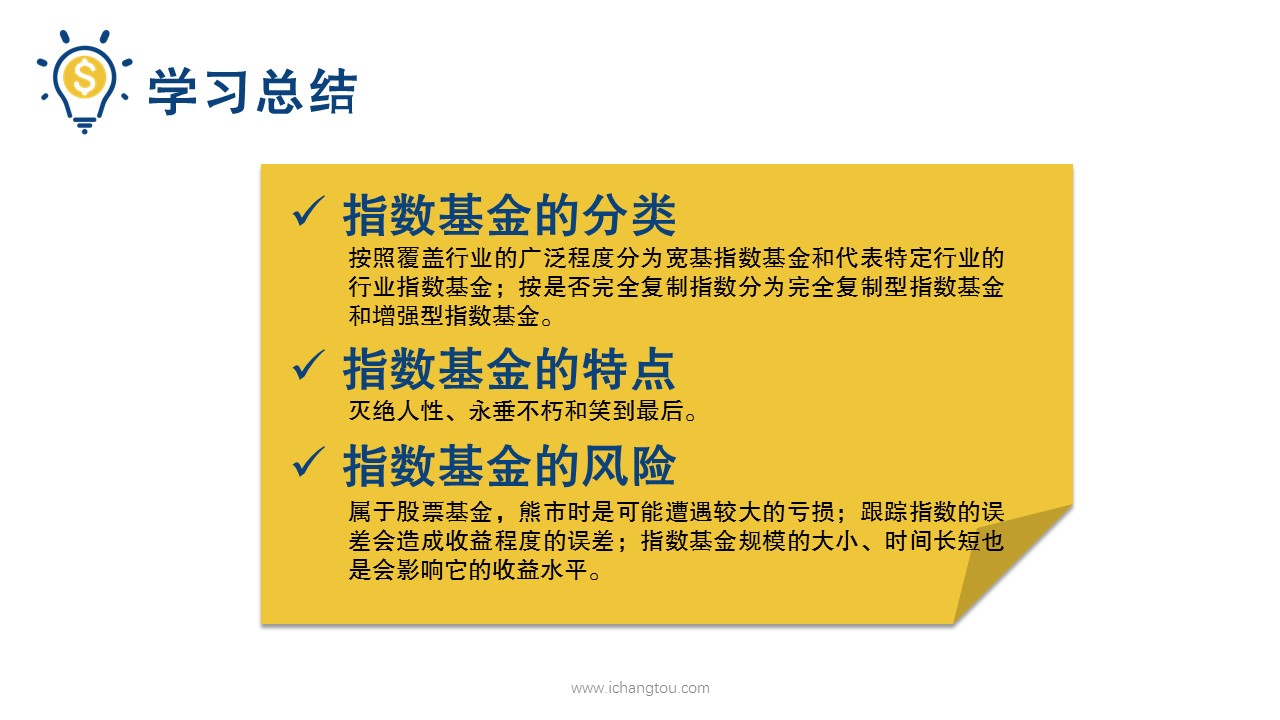 学习总结
指数基金的分类
按照覆盖行业的广泛程度分为宽基指数基金和代表特定行业的
行业指数基金；按是否完全复制指数分为完全复制型指数基金
和增强型指数基金。
指数基金的特点
灭绝人性、永垂不朽和笑到最后。
指数基金的风险
属于股票基金，熊市时是可能遭遇较大的亏损；跟踪指数的误
差会造成收益程度的误差；指数基金规模的大小、时间长短也
是会影响它的收益水平。
www.ichangtou.com